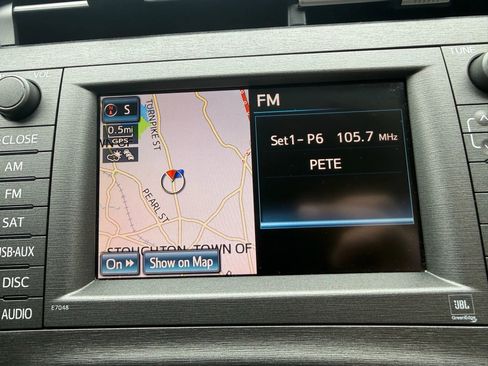 VOL
TUNE
CLOSE
AM
FM
SAT
USB•AUX
DISC
AUDIO
S
0.5mi
GPS
TURNPIKE ST
PEARL ST
STOUGHTON, TOWN OF
On
Show on Map
FM
Set1- P6 105.7 MHz
PETE
E7048
JBL
GreenEdge